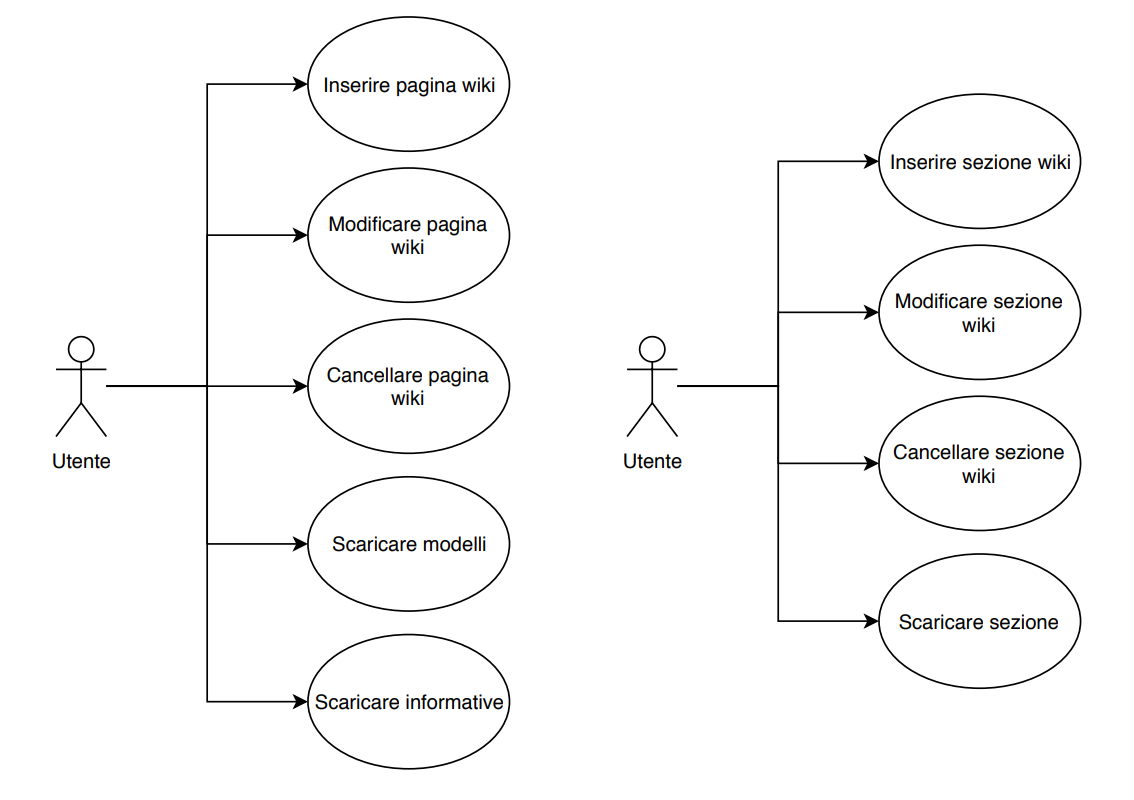 Inserire pagina wiki
Modificare pagina
wiki
Cancellare pagina
wiki
Utente
Scaricare modelli
Scaricare informative
Inserire sezione wiki
Modificare sezione
wiki
Cancellare sezione
wiki
Utente
Scaricare sezione